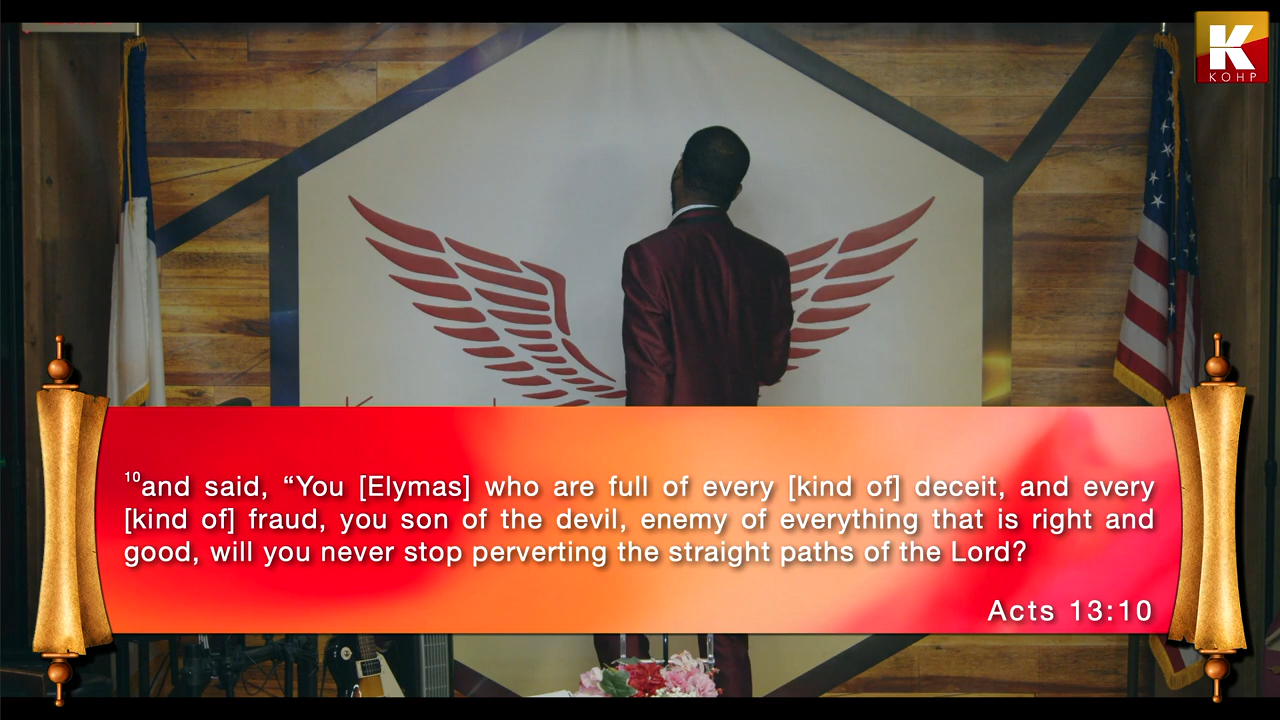 K
KOHP
10and said, “You [Elymas] who are full of every [kind of] deceit, and every
[kind of] fraud, you son of the devil, enemy of everything that is right and
good, will you never stop perverting the straight paths of the Lord?
Acts 13:10